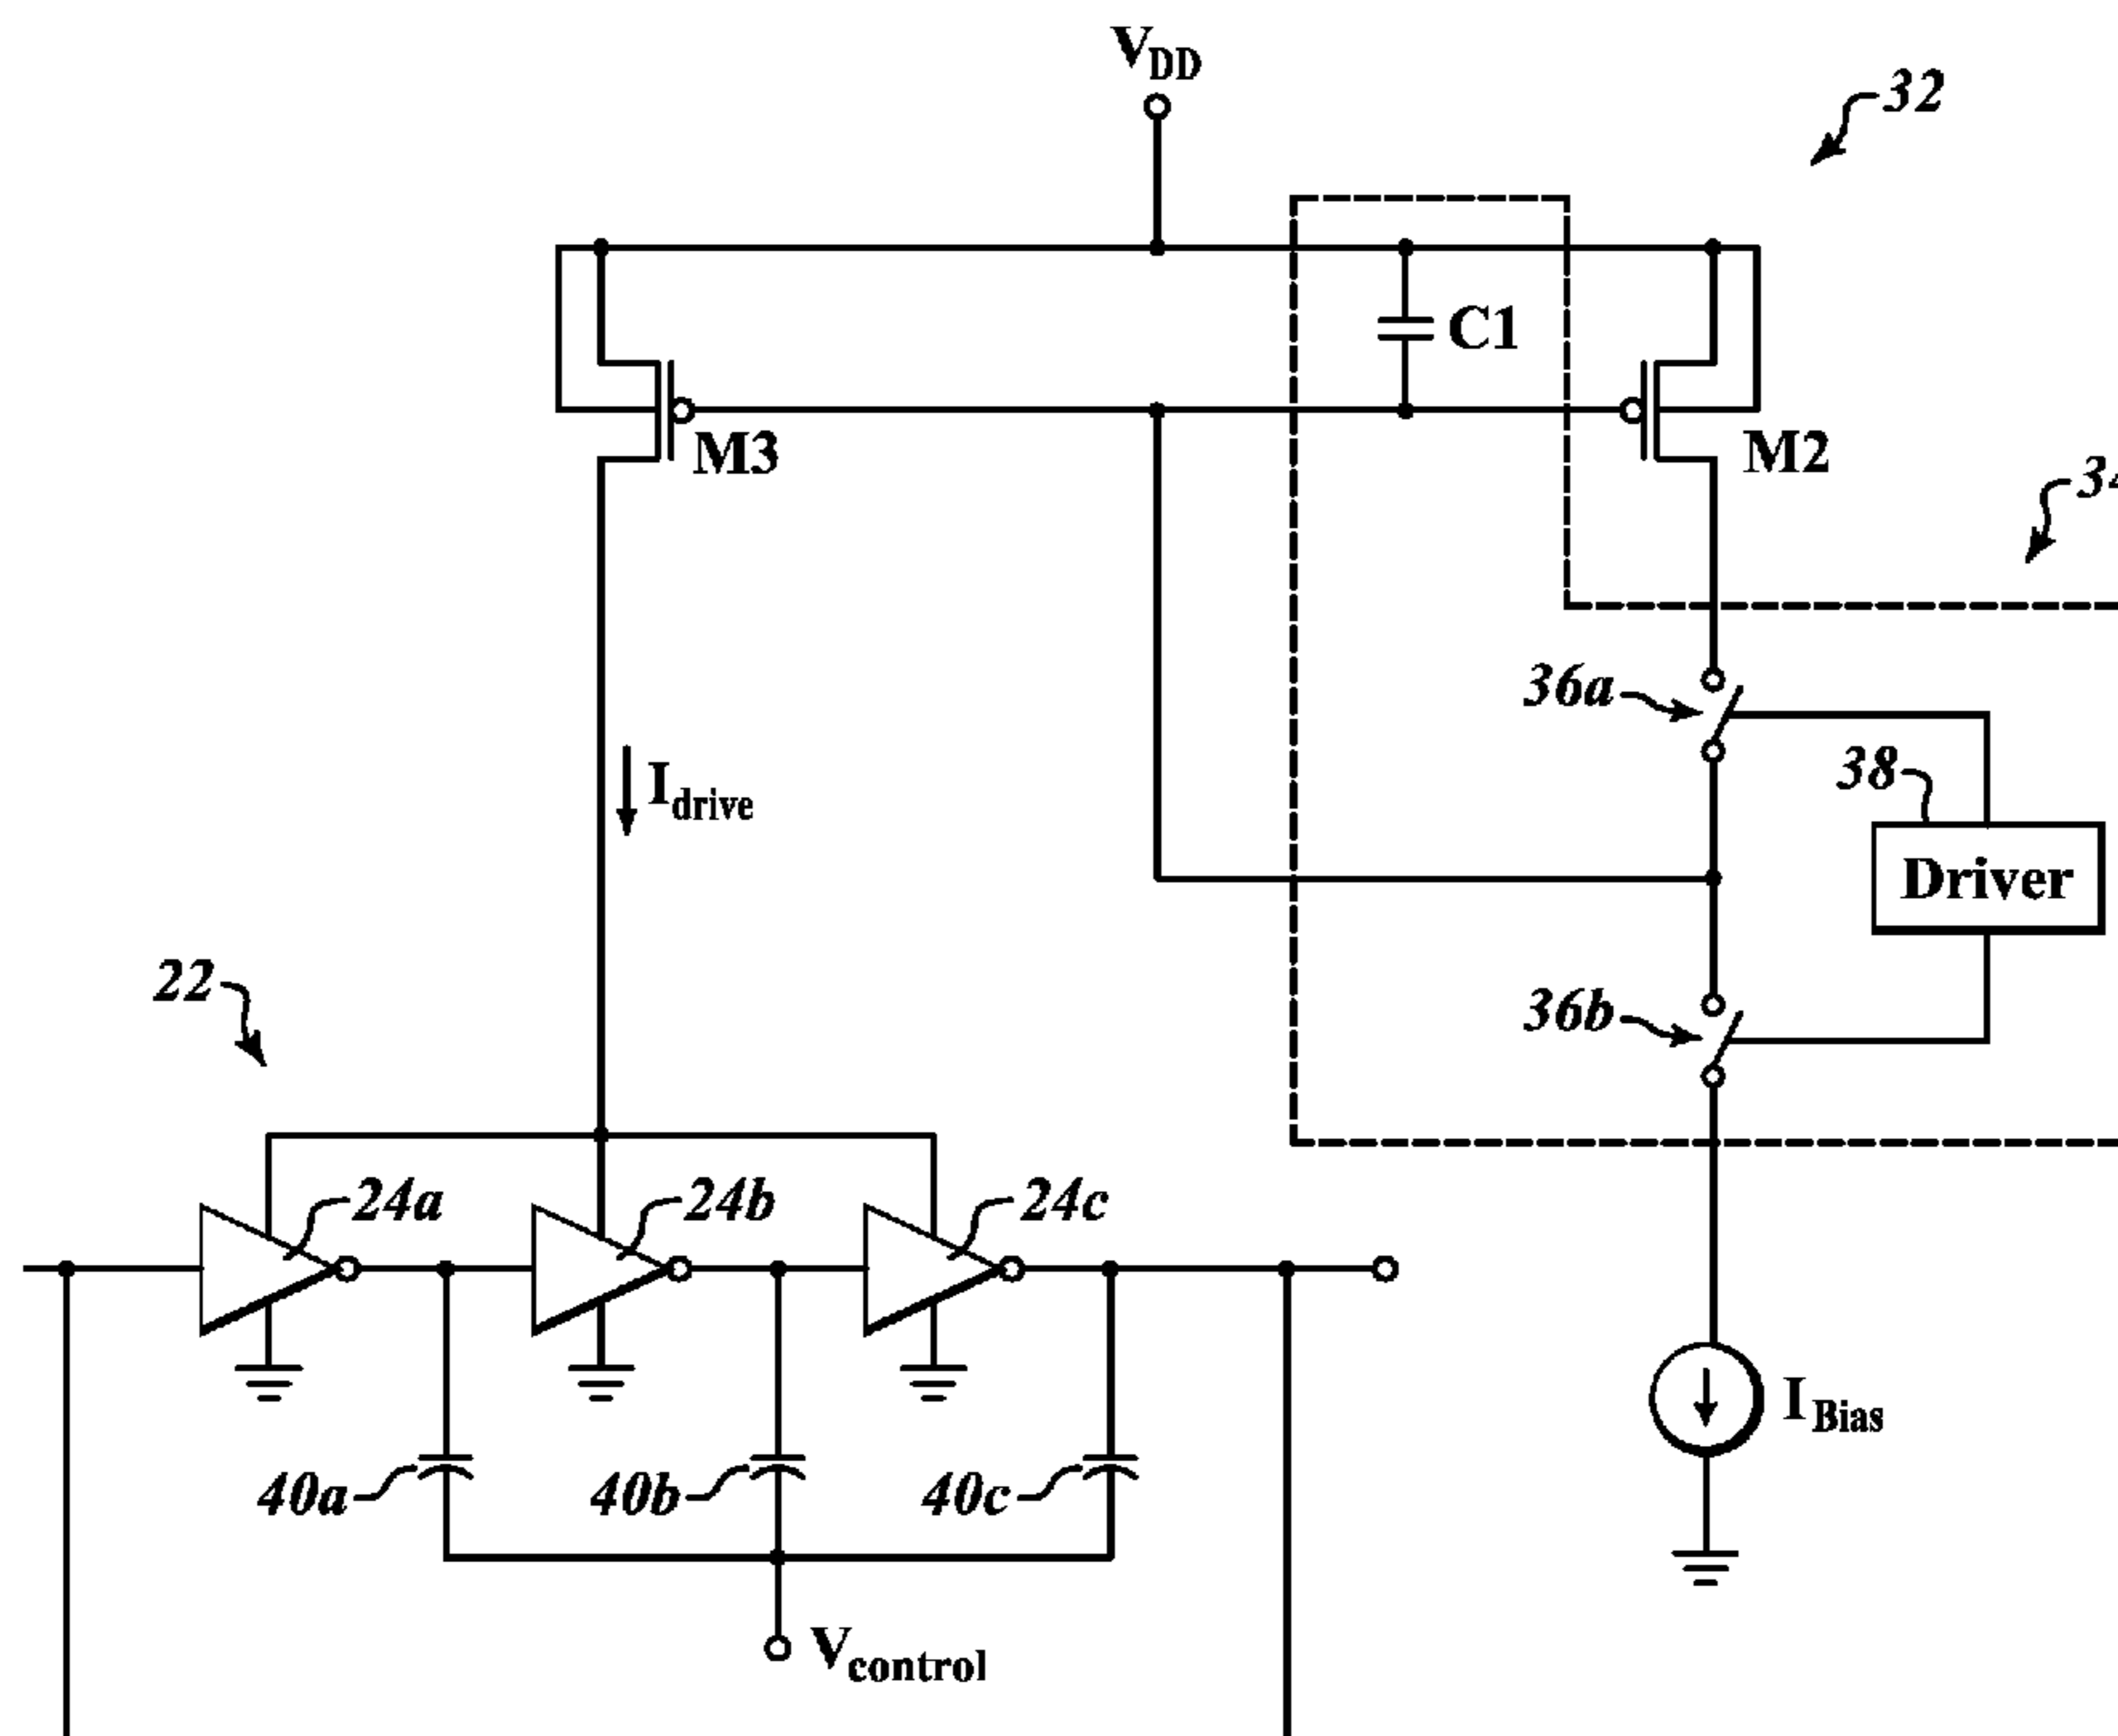 VDD
32
C1
M3
M2
36a
38
Idrive
Driver
22
36b
24a
24b
24c
IBias
40a
40b
40c
Vcontrol